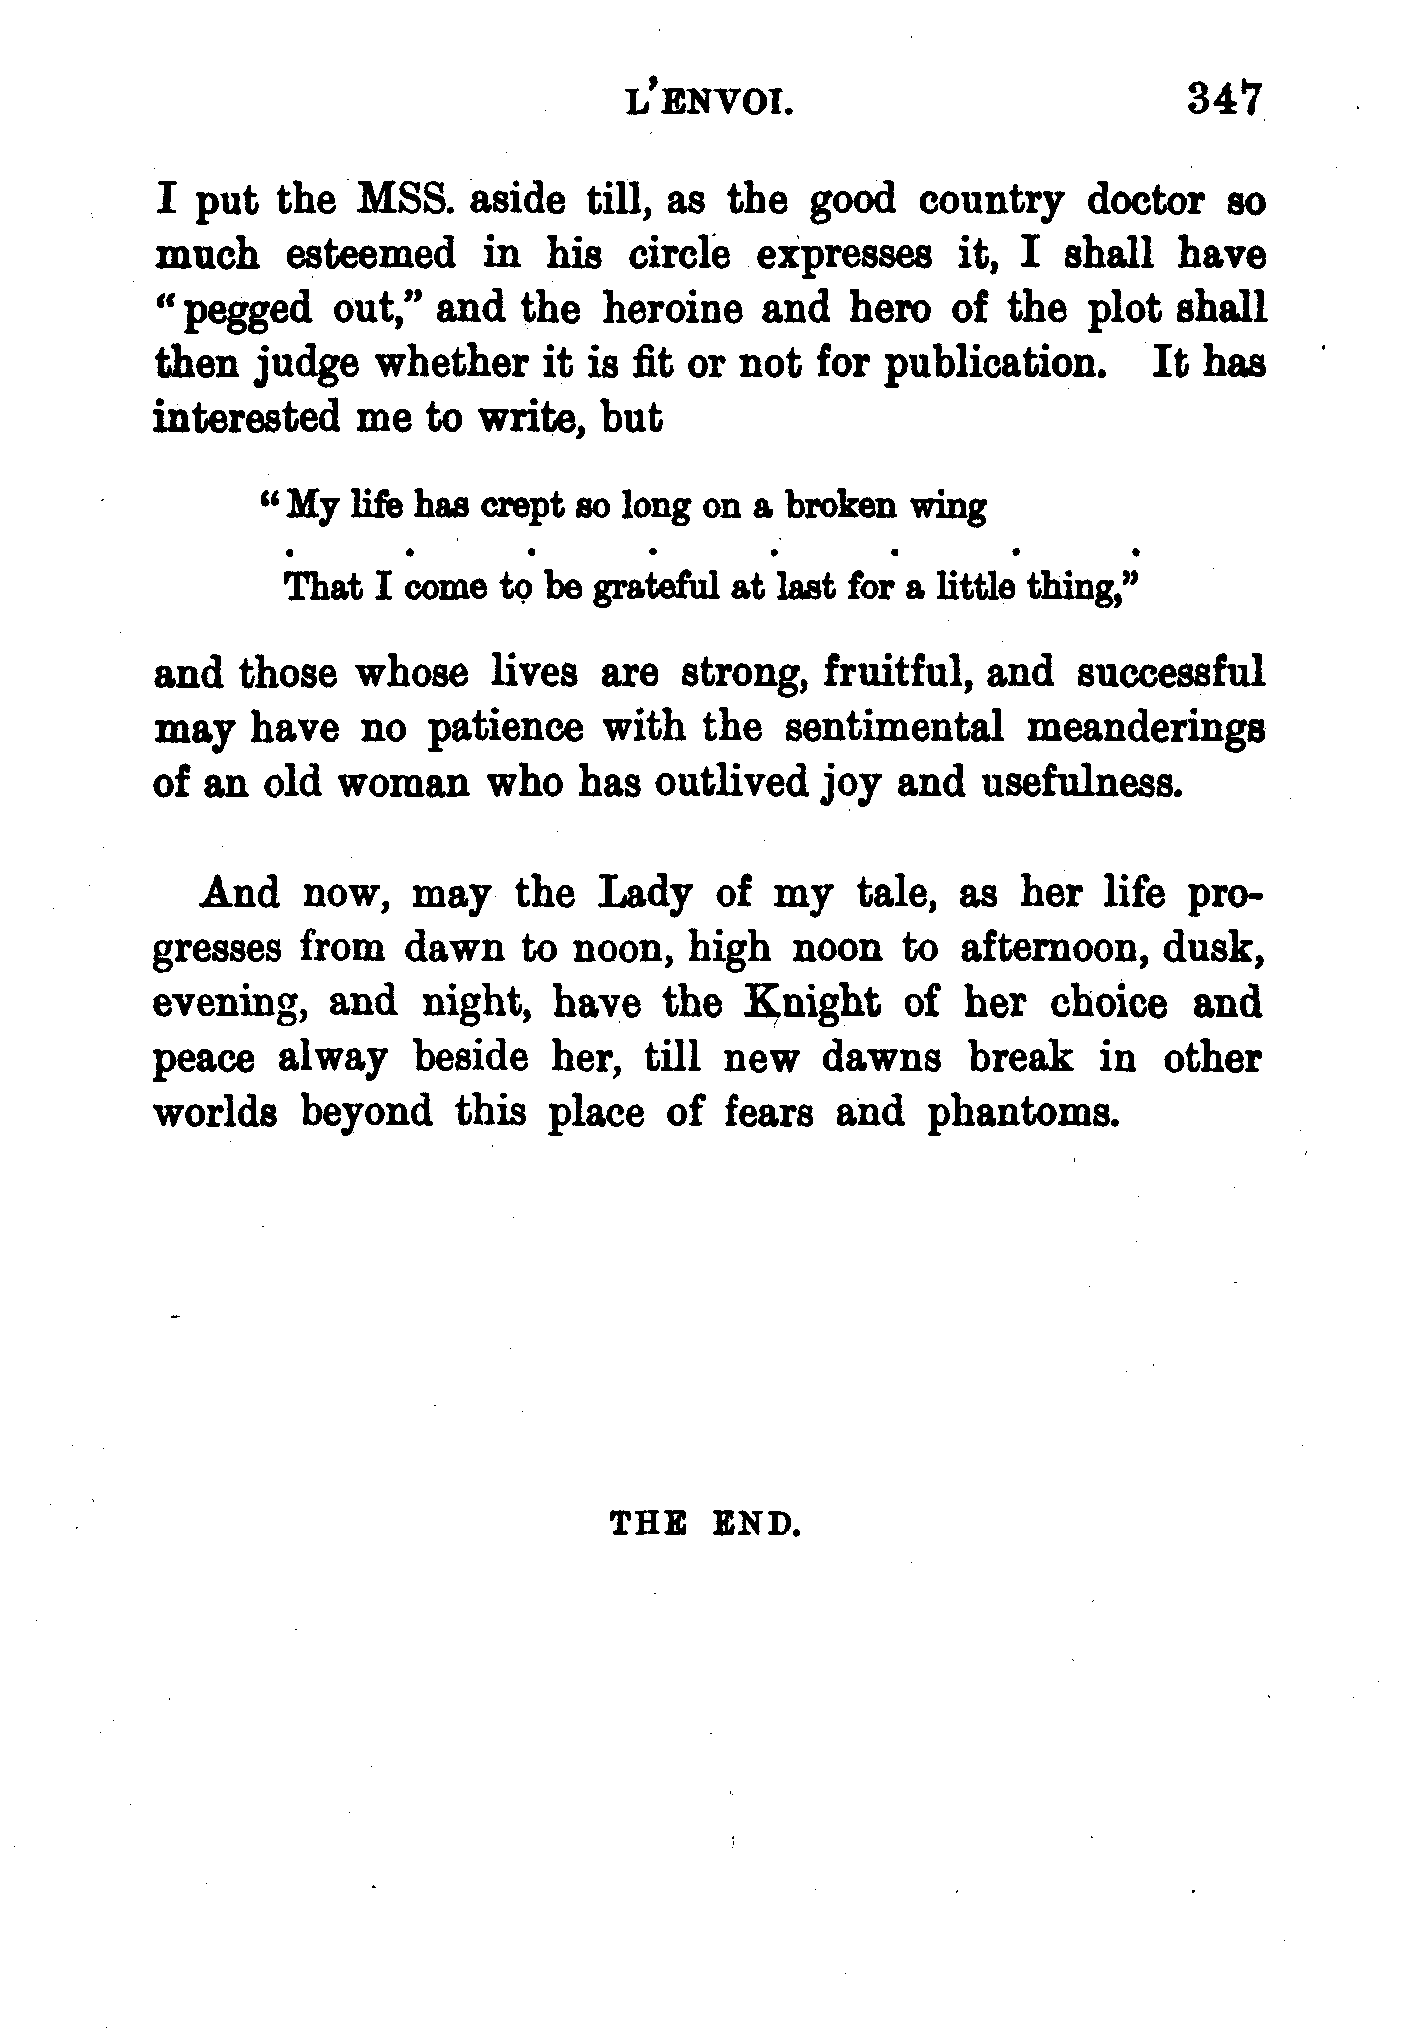 L'ENVOI. 347
I put the MSS. aside till, as the good country doctor so
much esteemed in his circle expresses it, I shall have
"pegged out," and the heroine and hero of the plot shall
then judge whether it is fit or not for publication. It has
interested me to write, but
"My life has crept so long on a broken wing
. . . . . . . .
That I come to be grateful at last for a little thing,"
and those whose lives are strong, fruitful, and successful
may have no patience with the sentimental meanderings
of an old woman who has outlived joy and usefulness.
And now, may the Lady of my tale, as her life pro-
gresses from dawn to noon, high noon to afternoon, dusk,
evening, and night, have the Knight of her choice and
peace alway beside her, till new dawns break in other
worlds beyond this place of fears and phantoms.
THE END.